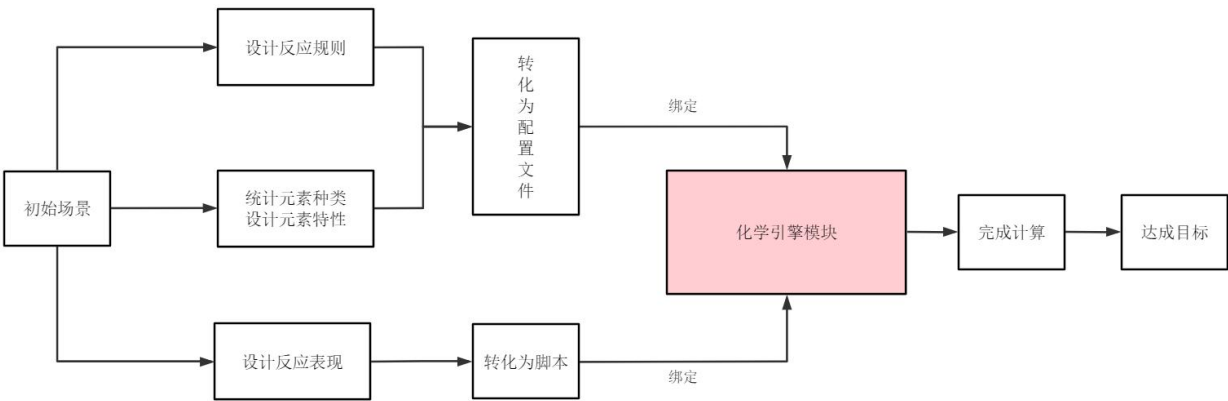 设计反应规则
转
化
为
配
置
文
件
绑定
初始场景
统计元素种类
设计元素特性
化学引擎模块
完成计算
达成目标
设计反应表现
转化为脚本
绑定